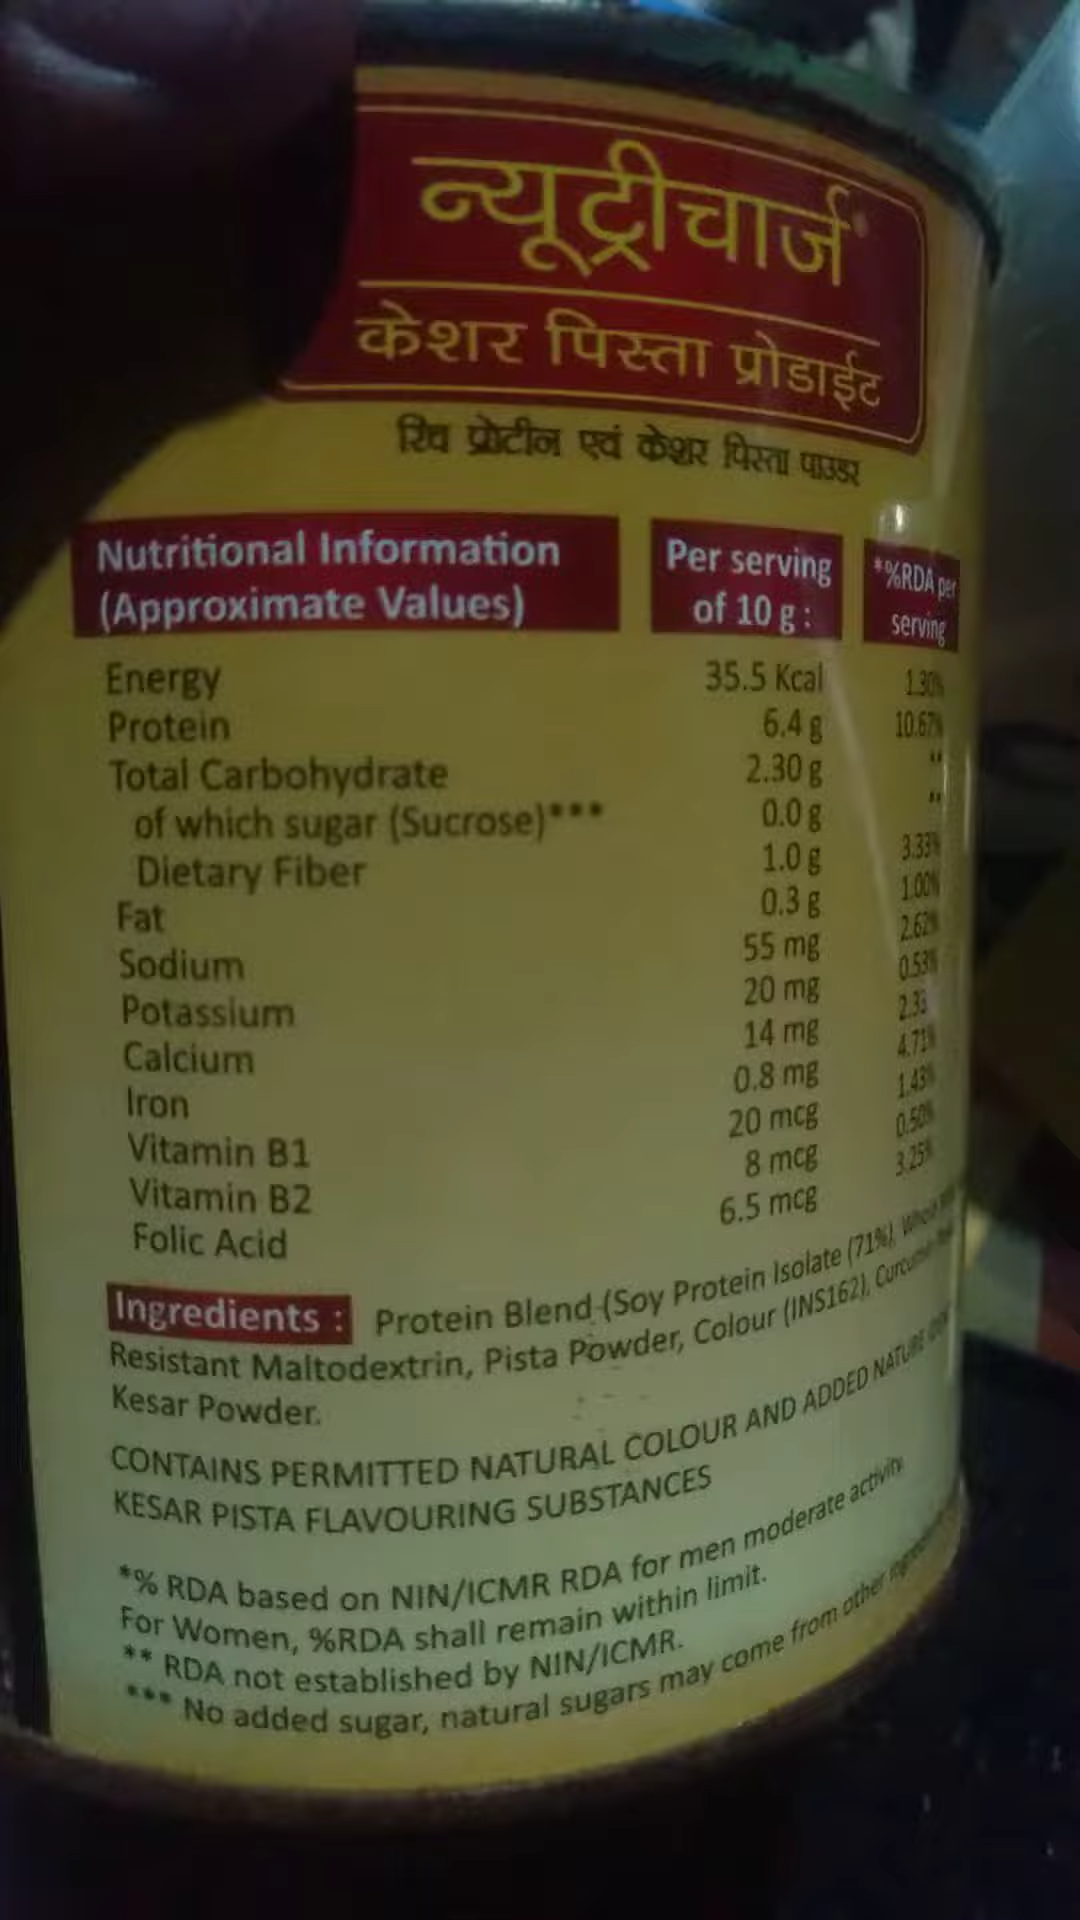 न्यूट्रीचार्ज®
केशर पिस्ता प्रोडाईट
रिच प्रोटीन एवं केशर पिस्ता पाउडर
Nutritional Information (Approximate Values) Per serving of 10 g : *%RDA per serving
Energy 35.5 Kcal 1.30%
Protein 6.4 g 10.67%
Total Carbohydrate 2.30 g **
of which sugar (Sucrose)*** 0.0 g **
Dietary Fiber 1.0 g 3.33%
Fat 0.3 g 1.00%
Sodium 55 mg 2.62%
Potassium 20 mg 0.53%
Calcium 14 mg 2.33
Iron 0.8 mg 4.71%
Vitamin B1 20 mcg 1.43%
Vitamin B2 8 mcg 0.50%
Folic Acid 6.5 mcg 3.25%
Ingredients : Protein Blend (Soy Protein Isolate (71%), Whole
Resistant Maltodextrin, Pista Powder, Colour (INS162),
Kesar Powder.
CONTAINS PERMITTED NATURAL COLOUR AND ADDED NATURE
KESAR PISTA FLAVOURING SUBSTANCES
*% RDA based on NIN/ICMR RDA for men moderate activity.
For Women, %RDA shall remain within limit.
** RDA not established by NIN/ICMR.
*** No added sugar, natural sugars may come from other